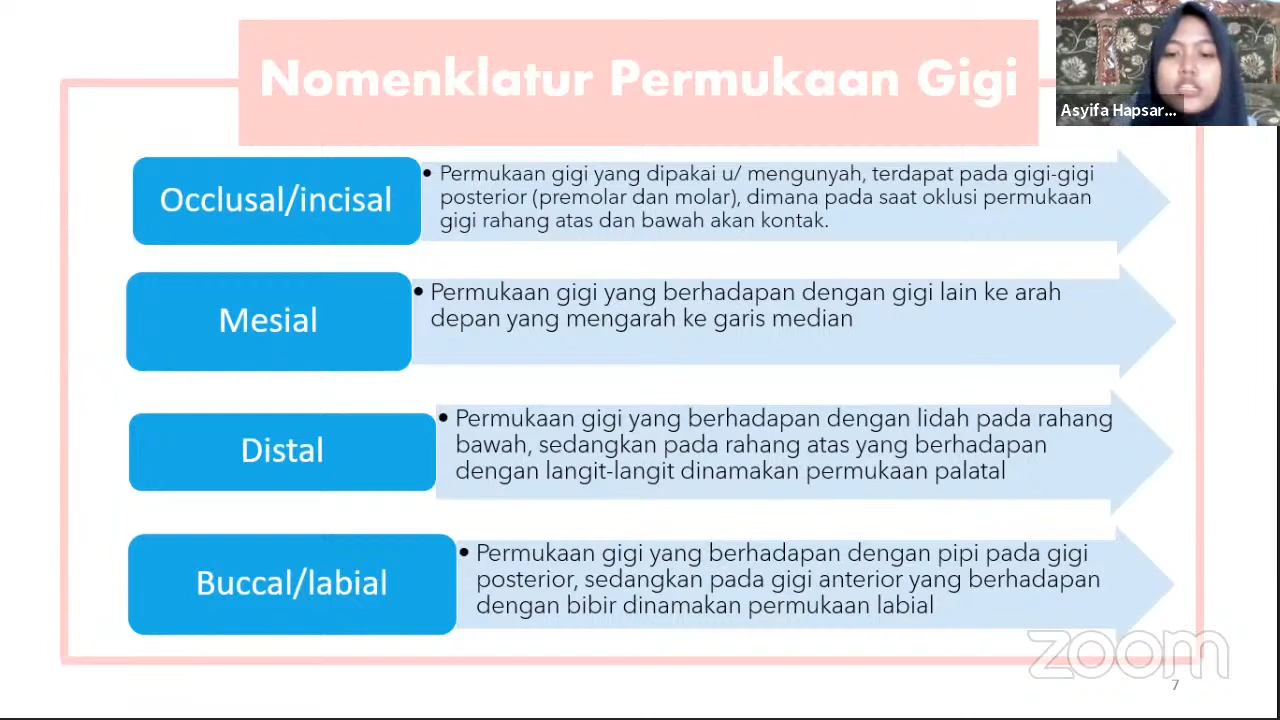 Nomenklatur Permukaan Gigi
Asyifa Hapsar...
Occlusal/incisal
• Permukaan gigi yang dipakai u/ mengunyah, terdapat pada gigi-gigi
posterior (premolar dan molar), dimana pada saat oklusi permukaan
gigi rahang atas dan bawah akan kontak.
Mesial
• Permukaan gigi yang berhadapan dengan gigi lain ke arah
depan yang mengarah ke garis median
Distal
• Permukaan gigi yang berhadapan dengan lidah pada rahang
bawah, sedangkan pada rahang atas yang berhadapan
dengan langit-langit dinamakan permukaan palatal
Buccal/labial
• Permukaan gigi yang berhadapan dengan pipi pada gigi
posterior, sedangkan pada gigi anterior yang berhadapan
dengan bibir dinamakan permukaan labial
zoom
7